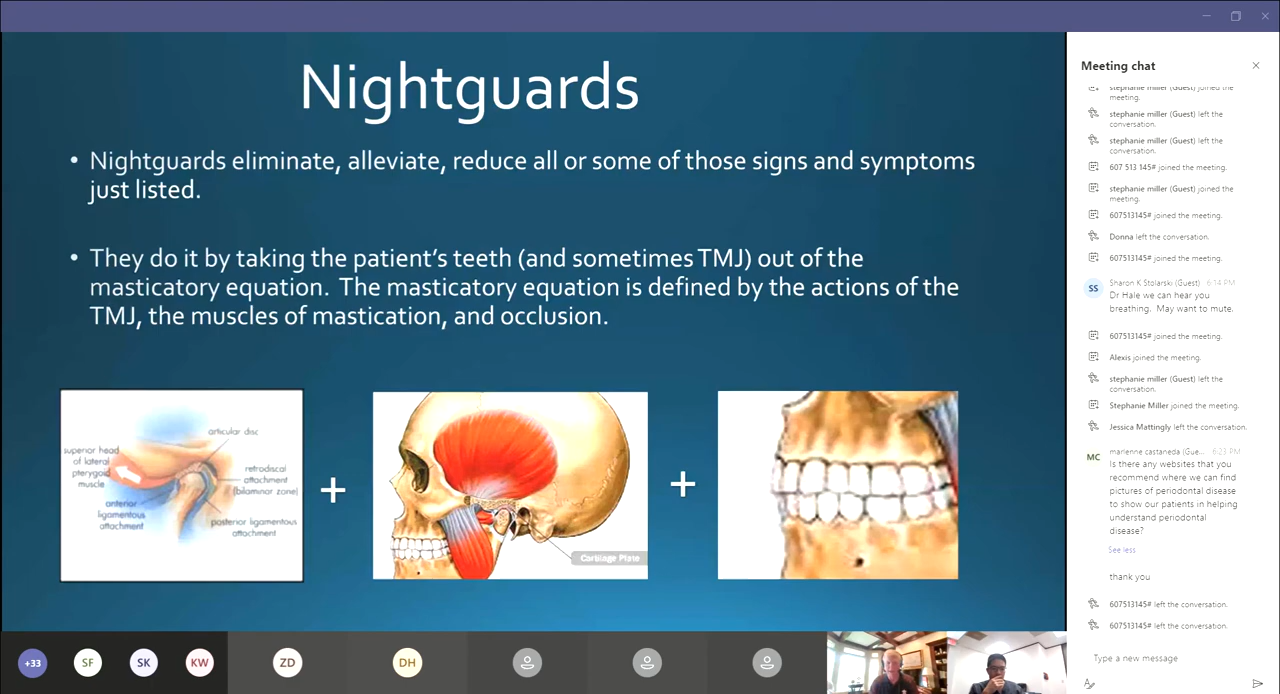 Nightguards
• Nightguards eliminate, alleviate, reduce all or some of those signs and symptoms
just listed.
• They do it by taking the patient's teeth (and sometimes TMJ) out of the
masticatory equation.  The masticatory equation is defined by the actions of the
TMJ, the muscles of mastication, and occlusion.
articular disc
superior head
of lateral
pterygoid
muscle
retrodiscal
attachment
(bilaminar zone)
anterior
ligamentous
attachment
posterior ligamentous
attachment
+
Cartilage Plate
+
+33
SF
SK
KW
ZD
DH
Meeting chat
stephanie miller (Guest) joined the
meeting.
stephanie miller (Guest) left the
conversation.
stephanie miller (Guest) left the
conversation.
607 513 145# joined the meeting.
stephanie miller (Guest) joined the
meeting.
607513145# joined the meeting.
Donna left the conversation.
607513145# joined the meeting.
SS
Sharon K Stolarski (Guest) 6:14 PM
Dr Hale we can hear you
breathing.  May want to mute.
607513145# joined the meeting.
Alexis joined the meeting.
stephanie miller (Guest) left the
conversation.
Stephanie Miller joined the meeting.
Jessica Mattingly left the conversation.
MC
marlenne castaneda (Gue... 6:23 PM
Is there any websites that you
recommend where we can find
pictures of periodontal disease
to show our patients in helping
understand periodontal
disease?
See less
thank you
607513145# left the conversation.
607513145# left the conversation.
Type a new message